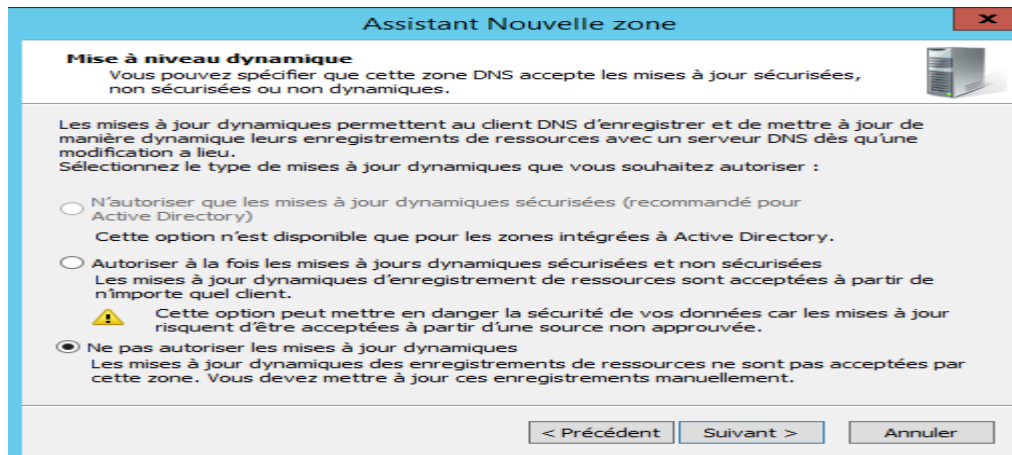 Assistant Nouvelle zone
Mise à niveau dynamique
Vous pouvez spécifier que cette zone DNS accepte les mises à jour sécurisées,
non sécurisées ou non dynamiques.
Les mises à jour dynamiques permettent au client DNS d'enregistrer et de mettre à jour de
manière dynamique leurs enregistrements de ressources avec un serveur DNS dès qu'une
modification a lieu.
Sélectionnez le type de mises à jour dynamiques que vous souhaitez autoriser :
N'autoriser que les mises à jour dynamiques sécurisées (recommandé pour
Active Directory)
Cette option n'est disponible que pour les zones intégrées à Active Directory.
Autoriser à la fois les mises à jours dynamiques sécurisées et non sécurisées
Les mises à jour dynamiques d'enregistrement de ressources sont acceptées à partir de
n'importe quel client.
Cette option peut mettre en danger la sécurité de vos données car les mises à jour
risquent d'être acceptées à partir d'une source non approuvée.
Ne pas autoriser les mises à jour dynamiques
Les mises à jour dynamiques des enregistrements de ressources ne sont pas acceptées par
cette zone. Vous devez mettre à jour ces enregistrements manuellement.
< Précédent Suivant > Annuler